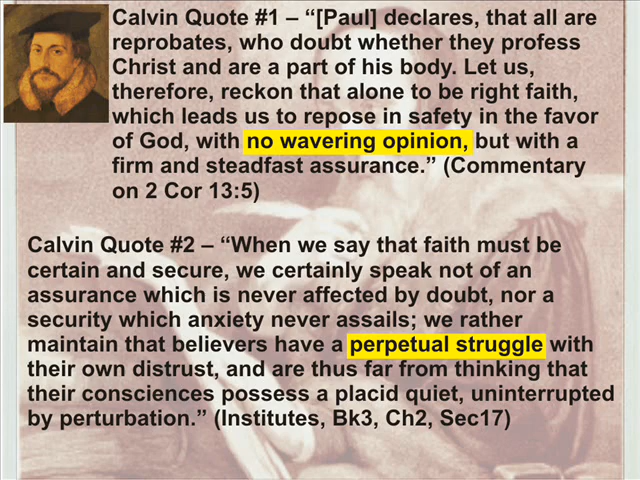 Calvin Quote #1 – “[Paul] declares, that all are
reprobates, who doubt whether they profess
Christ and are a part of his body. Let us,
therefore, reckon that alone to be right faith,
which leads us to repose in safety in the favor
of God, with no wavering opinion, but with a
firm and steadfast assurance.” (Commentary
on 2 Cor 13:5)
Calvin Quote #2 – “When we say that faith must be
certain and secure, we certainly speak not of an
assurance which is never affected by doubt, nor a
security which anxiety never assails; we rather
maintain that believers have a perpetual struggle with
their own distrust, and are thus far from thinking that
their consciences possess a placid quiet, uninterrupted
by perturbation.” (Institutes, Bk3, Ch2, Sec17)